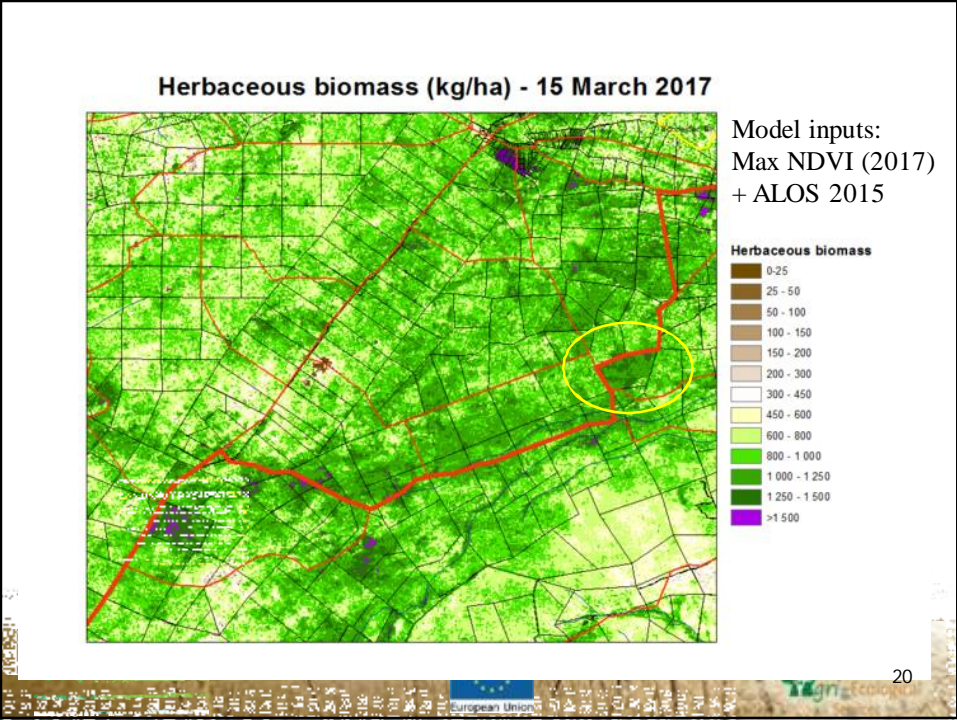 Herbaceous biomass (kg/ha) - 15 March 2017
Model inputs:
Max NDVI (2017)
+ ALOS 2015
Herbaceous biomass
0-25
25 - 50
50 - 100
100 - 150
150 - 200
200 - 300
300 - 450
450 - 600
600 - 800
800 - 1 000
1 000 - 1 250
1 250 - 1 500
>1 500
20
European Union